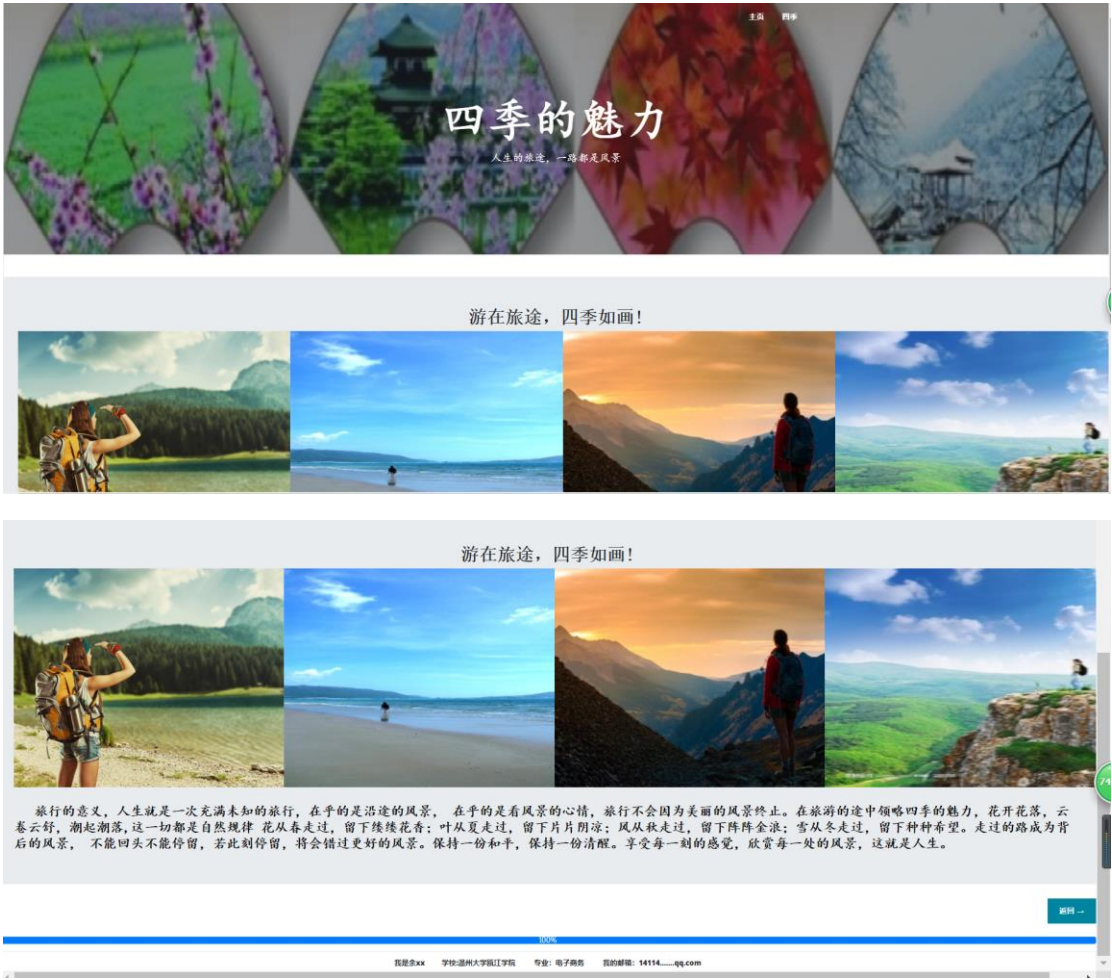 主页 四季
四季的魅力
人生的旅途，一路都是风景
游在旅途，四季如画！
游在旅途，四季如画！
旅行的意义，人生就是一次充满未知的旅行，在乎的是沿途的风景， 在乎的是看风景的心情，旅行不会因为美丽的风景终止。在旅游的途中领略四季的魅力，花开花落，云
卷云舒，潮起潮落,这一切都是自然规律 花从春走过，留下缕缕花香；叶从夏走过，留下片片阴凉；风从秋走过，留下阵阵金浪；雪从冬走过，留下种种希望。走过的路成为背
后的风景， 不能回头不能停留，若此刻停留，将会错过更好的风景。保持一份和平，保持一份清醒。享受每一刻的感觉，欣赏每一处的风景，这就是人生。
74
返回→
100%
我是余xx 学校:温州大学瓯江学院 专业：电子商务 我的邮箱：14114......qq.com